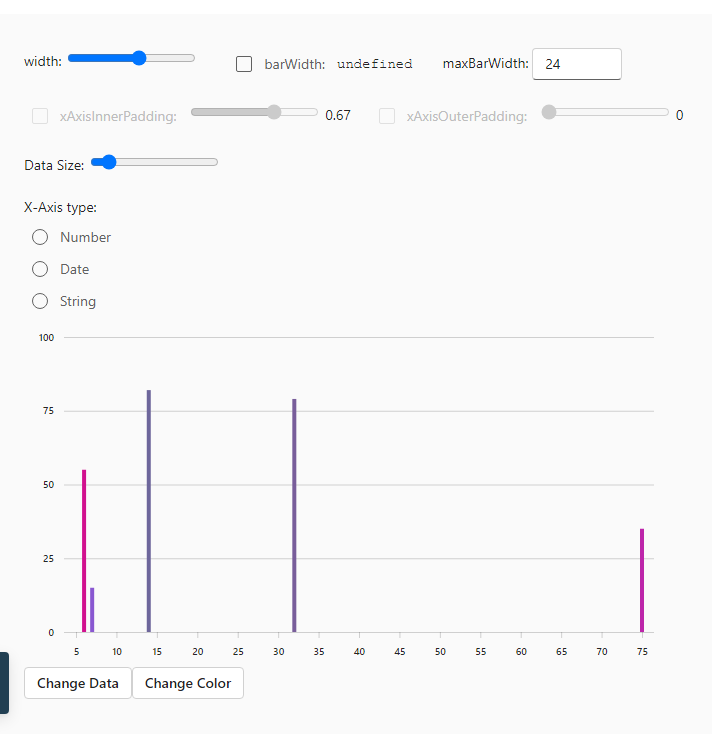 width: barWidth: undefined maxBarWidth: 24
xAxisInnerPadding: 0.67 xAxisOuterPadding: 0
Data Size:
X-Axis type:
Number
Date
String
100
75
50
25
0
5 10 15 20 25 30 35 40 45 50 55 60 65 70 75
Change Data Change Color